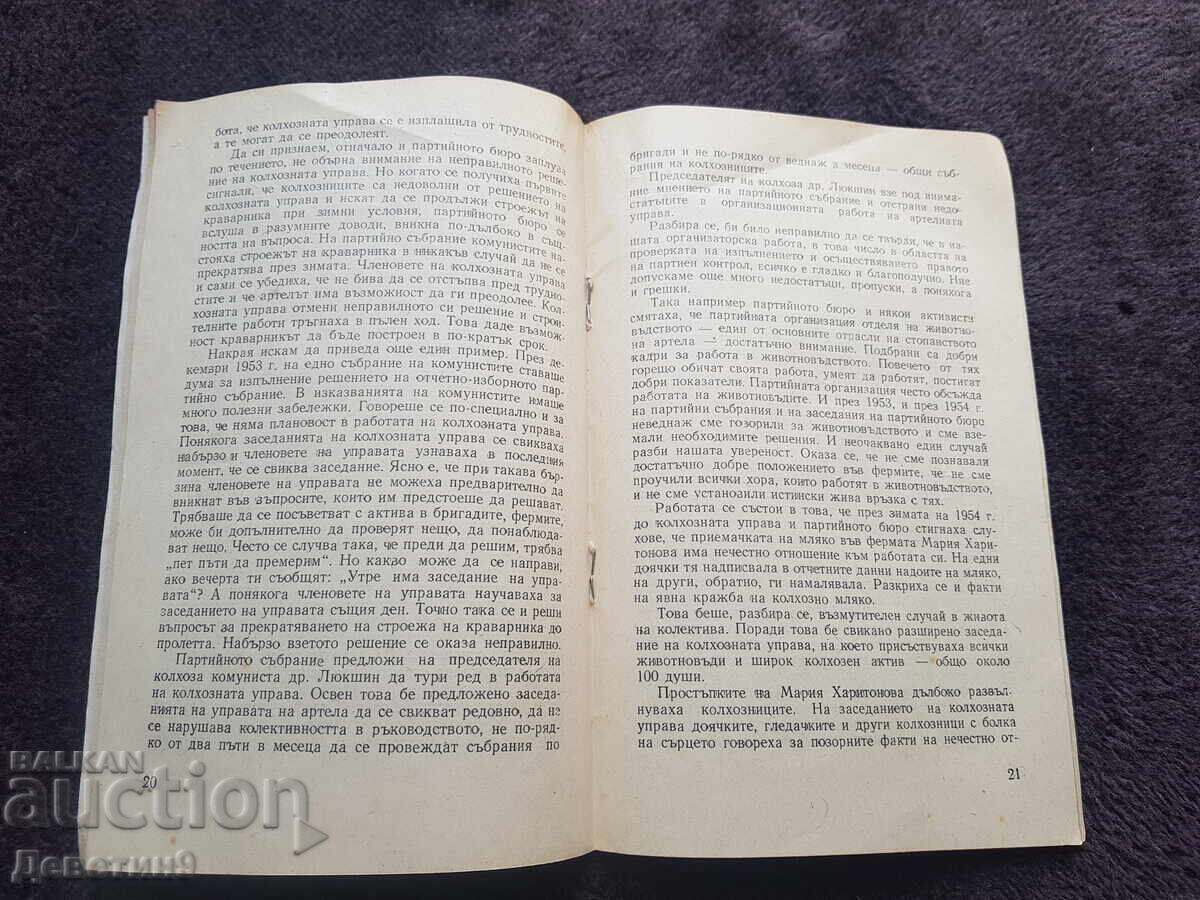 бота, че колхозната управа се е изплашила от трудностите,
а те могат да се преодолеят.
Да си признаем, отначало и партийното бюро заплува
по течението, не обърна внимание на неправилното реше-
ние на колхозната управа. Но когато се получиха първите
сигнали, че колхозниците са недоволни от решението на
колхозната управа и искат да се продължи строежът на
краварника при зимни условня, партийното бюро се
вслуша в разумните доводи, вникна по-дълбоко в същ-
ността на въпроса. На партийно събрание комунистите на-
стояха строежът на краварника в никакъв случай да не се
прекратява през зимата. Членовете на колхозната управа
и сами се убедиха, че не бива да се отстъпва пред трудно-
стите и че артелът има възможност да ги преодолее. Кол-
хозната управа отмени неправилното си решение и строи-
телните работи тръгнаха в пълен ход. Това даде възмож-
ност краварникът да бъде построен в по-кратък срок.
Накрая искам да приведа още един пример. През де-
кември 1953 г. на едно събрание на комунистите ставаше
дума за изпълнение решението на отчетно-изборното пар-
тийно събрание. В изказванията на комунистите имаше
много полезни забележки. Говореше се по-специално и за
това, че няма плановост в работата на колхозната управа.
Понякога заседанията на колхозната управа се свикваха
набързо и членовете на управата узнаваха в последния
момент, че се свиква заседание. Ясно е, че при такава бър-
зина членовете на управата не можеха предварително да
вникнат във въпросите, които им предстоеше да решават.
Трябваше да се посъветват с актива в бригадите, фермите,
може би допълнително да проверят нещо, да понаблюда-
ват нещо. Често се случва така, че преди да решим, трябва
„пет пъти да премерим“. Но какво може да се направи,
ако вечерта ти съобщят: „Утре има заседание на упра-
вата“? А понякога членовете на управата научаваха за
заседанието на управата същия ден. Точно така се и реши
въпросът за прекратяването на строежа на краварника до
пролетта. Набързо взетото решение се оказа неправилно.
Партийното събрание предложи на председателя на
колхоза комуниста др. Люкшин да тури ред в работата
на колхозната управа. Освен това бе предложено заседа-
нията на управата на артела да се свикват редовно, да не
се нарушава колективността в ръководството, не по-ряд-
ко от два пъти в месеца да се провеждат събрания по
20
бригади и не по-рядко от веднаж а месеца — общи съб-
рания на колхозниците.
Председателят на колхоза др. Люкшин взе под внима-
ние мнението на партийното събрание и отстрани недо-
статъците в организационната работа на артелната
управа.
Разбира се, би било неправилно да се твърди, че в на-
шата организаторска работа, в това число в областта на
проверката на изпълнението и осъществяването правото
на партиен контрол, всичко е гладко и благополучно. Ние
допускаме още много недостатъци, пропуски, а понякога
и грешки.
Така например партийното бюро и някои активисти
смятаха, че партийната организация отделя на животно-
въдството — един от основните отрасли на стопанството
на артела — достатъчно внимание. Подбрани са добри
кадри за работа в животновъдството. Повечето от тях
горещо обичат своята работа, умеят да работят, постигат
добри показатели. Партийната организация често обсъжда
работата на животновъдите. И през 1953, и през 1954 г.
на партийни събрания и на заседания на партийното бюро
неведнаж сме говорили за животновъдството и сме взе-
мали необходимите решения. И неочаквано един случай
разби нашата увереност. Оказа се, че не сме познавали
достатъчно добре положението във фермите, че не сме
проучили всички хора, които работят в животновъдството,
и не сме установили истински жива връзка с тях.
Работата се състои в това, че през зимата на 1954 г.
до колхозната управа и партийното бюро стигнаха слу-
хове, че приемачката на мляко във фермата Мария Хари-
тонова има нечестно отношение към работата си. На едни
доячки тя надписвала в отчетните данни надоите на мляко,
на други, обратно, ги намалявала. Разкриха се и факти
на явна кражба на колхозно мляко.
Това беше, разбира се, възмутителен случай в живота
на колектива. Поради това бе свикано разширено заседа-
ние на колхозната управа, на което присъствуваха всички
животновъди и широк колхозен актив — общо около
100 души.
Простъпките на Мария Харитонова дълбоко развъл-
нуваха колхозниците. На заседанието на колхозната
управа доячките, гледачките и други колхозници с болка
на сърцето говореха за позорните факти на нечестно от-
21
BALKAN
auction
Деветин9